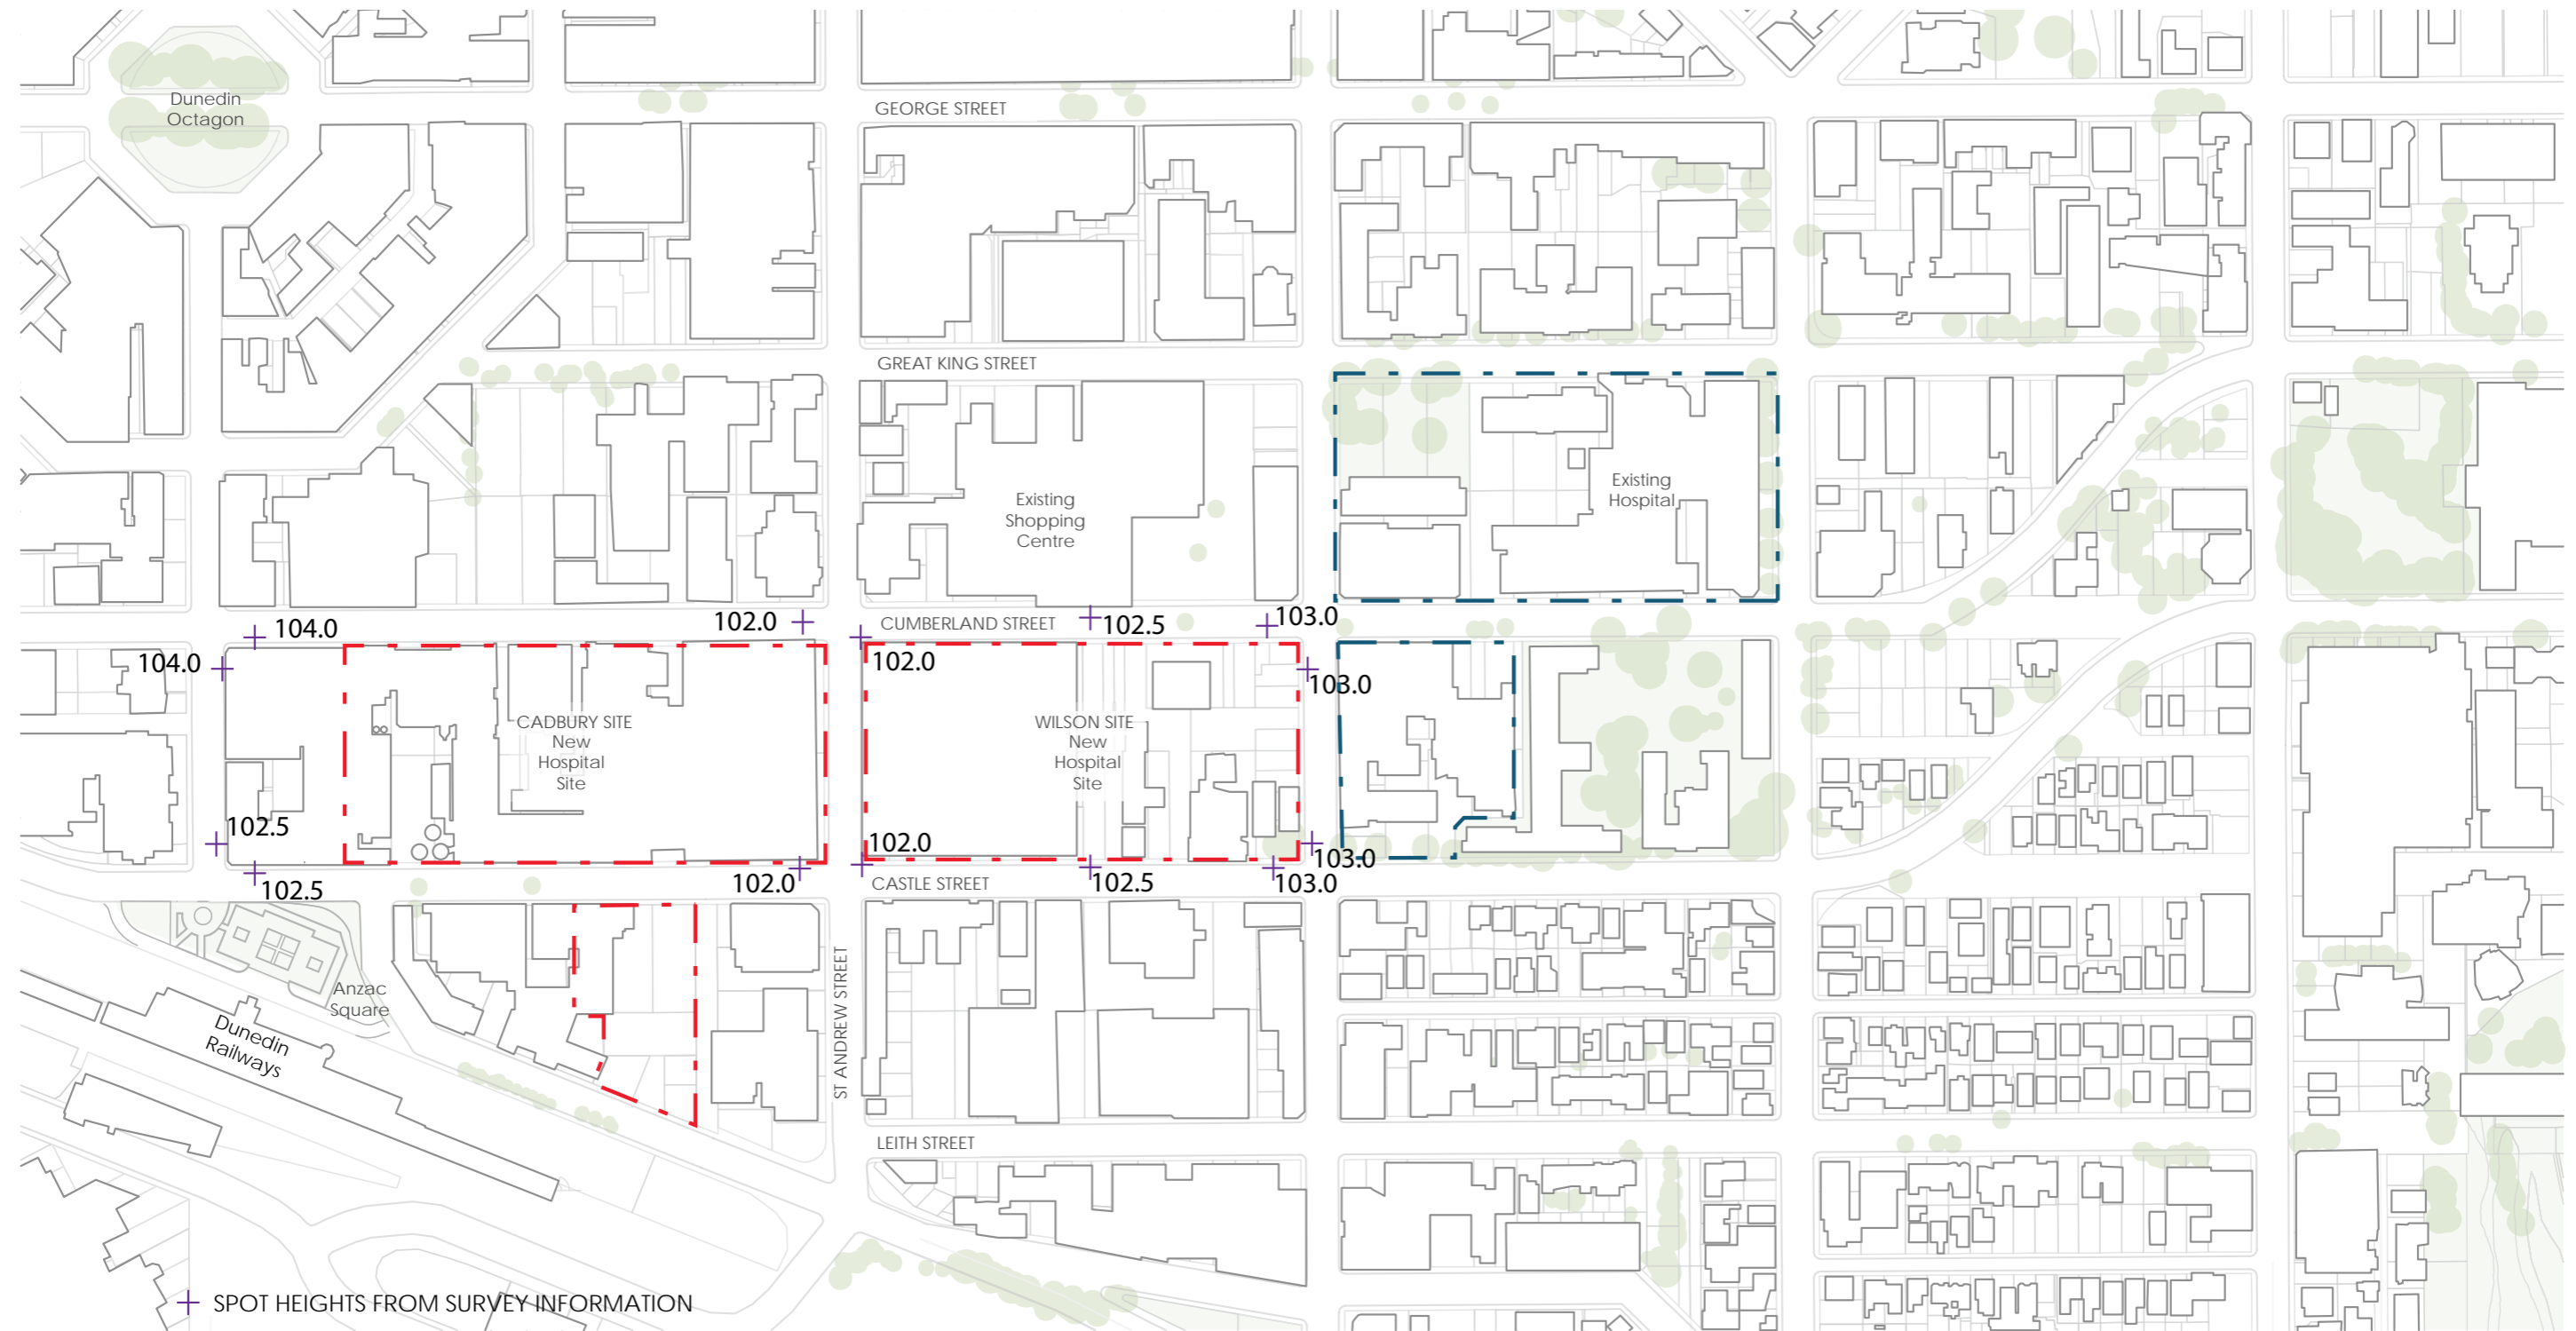 Dunedin
Octagon
GEORGE STREET
GREAT KING STREET
Existing
Shopping
Centre
Existing
Hospital
104.0
102.0
CUMBERLAND STREET
102.5
103.0
104.0
102.0
103.0
CADBURY SITE
New
Hospital
Site
WILSON SITE
New
Hospital
Site
102.5
102.0
103.0
102.5
102.0
CASTLE STREET
102.5
103.0
Anzac
Square
Dunedin
Railways
ST ANDREW STREET
LEITH STREET
SPOT HEIGHTS FROM SURVEY INFORMATION